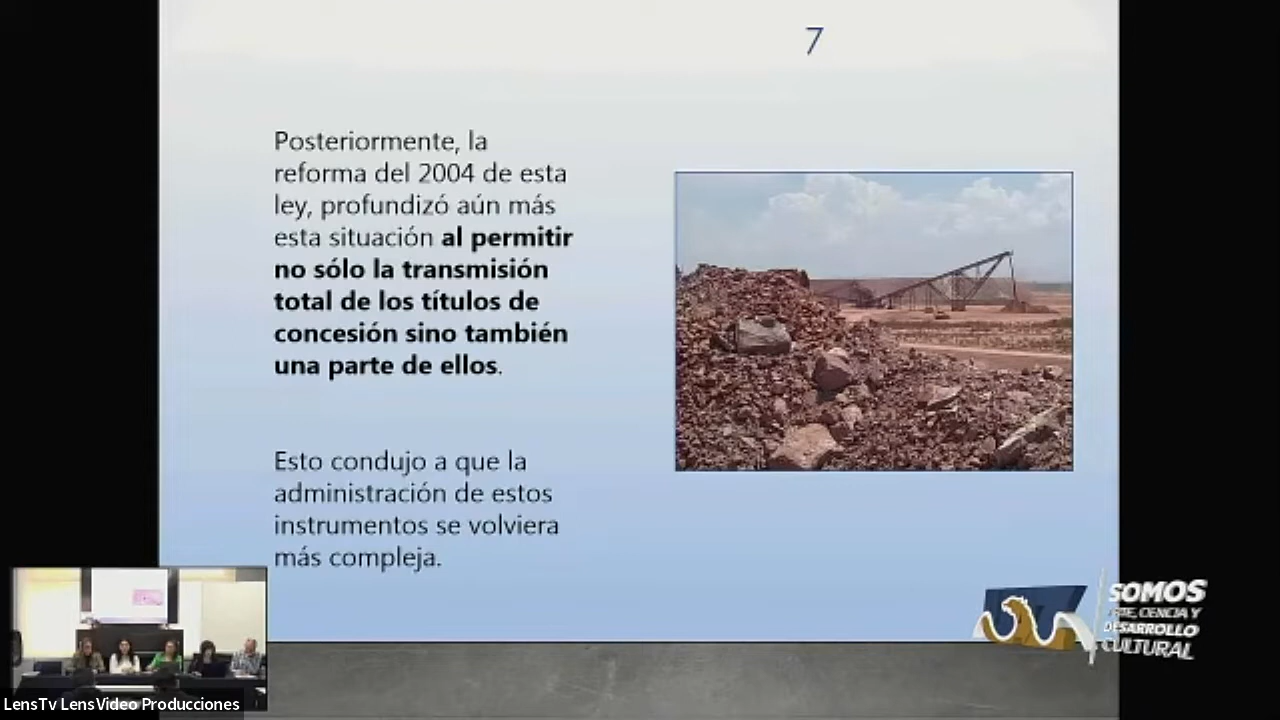 7
Posteriormente, la
reforma del 2004 de esta
ley, profundizó aún más
esta situación al permitir
no sólo la transmisión
total de los títulos de
concesión sino también
una parte de ellos.
Esto condujo a que la
administración de estos
instrumentos se volviera
más compleja.
SOMOS
ARTE, CIENCIA Y
DESARROLLO
CULTURAL
LensTv LensVideo Producciones